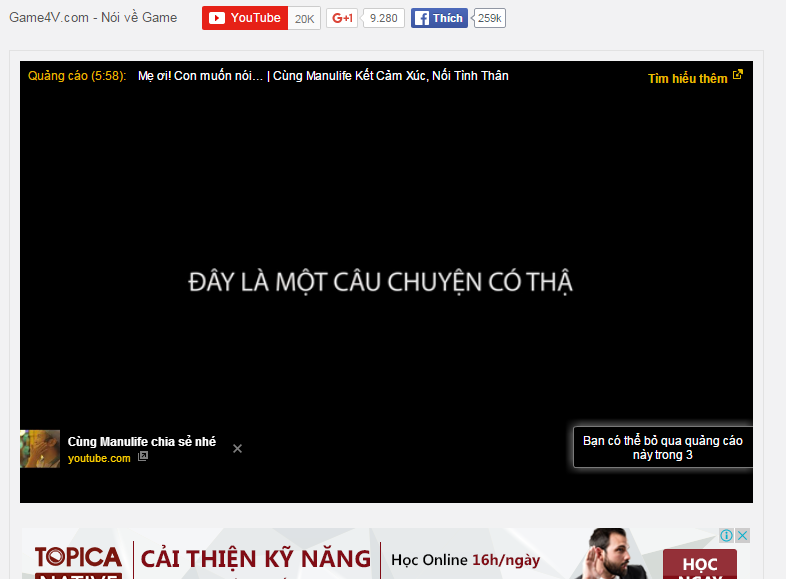 Game4V.com - Nói về Game
YouTube 20K
G+1 9.280
Thích 259k
Quảng cáo (5:58): Mẹ ơi! Con muốn nói... | Cùng Manulife Kết Cảm Xúc, Nối Tình Thân
Tìm hiểu thêm
ĐÂY LÀ MỘT CÂU CHUYỆN CÓ THẬ
Cùng Manulife chia sẻ nhé
youtube.com
Bạn có thể bỏ qua quảng cáo
này trong 3
TOPICA
NATIVE
CẢI THIỆN KỸ NĂNG
Học Online 16h/ngày
HỌC
NGAY